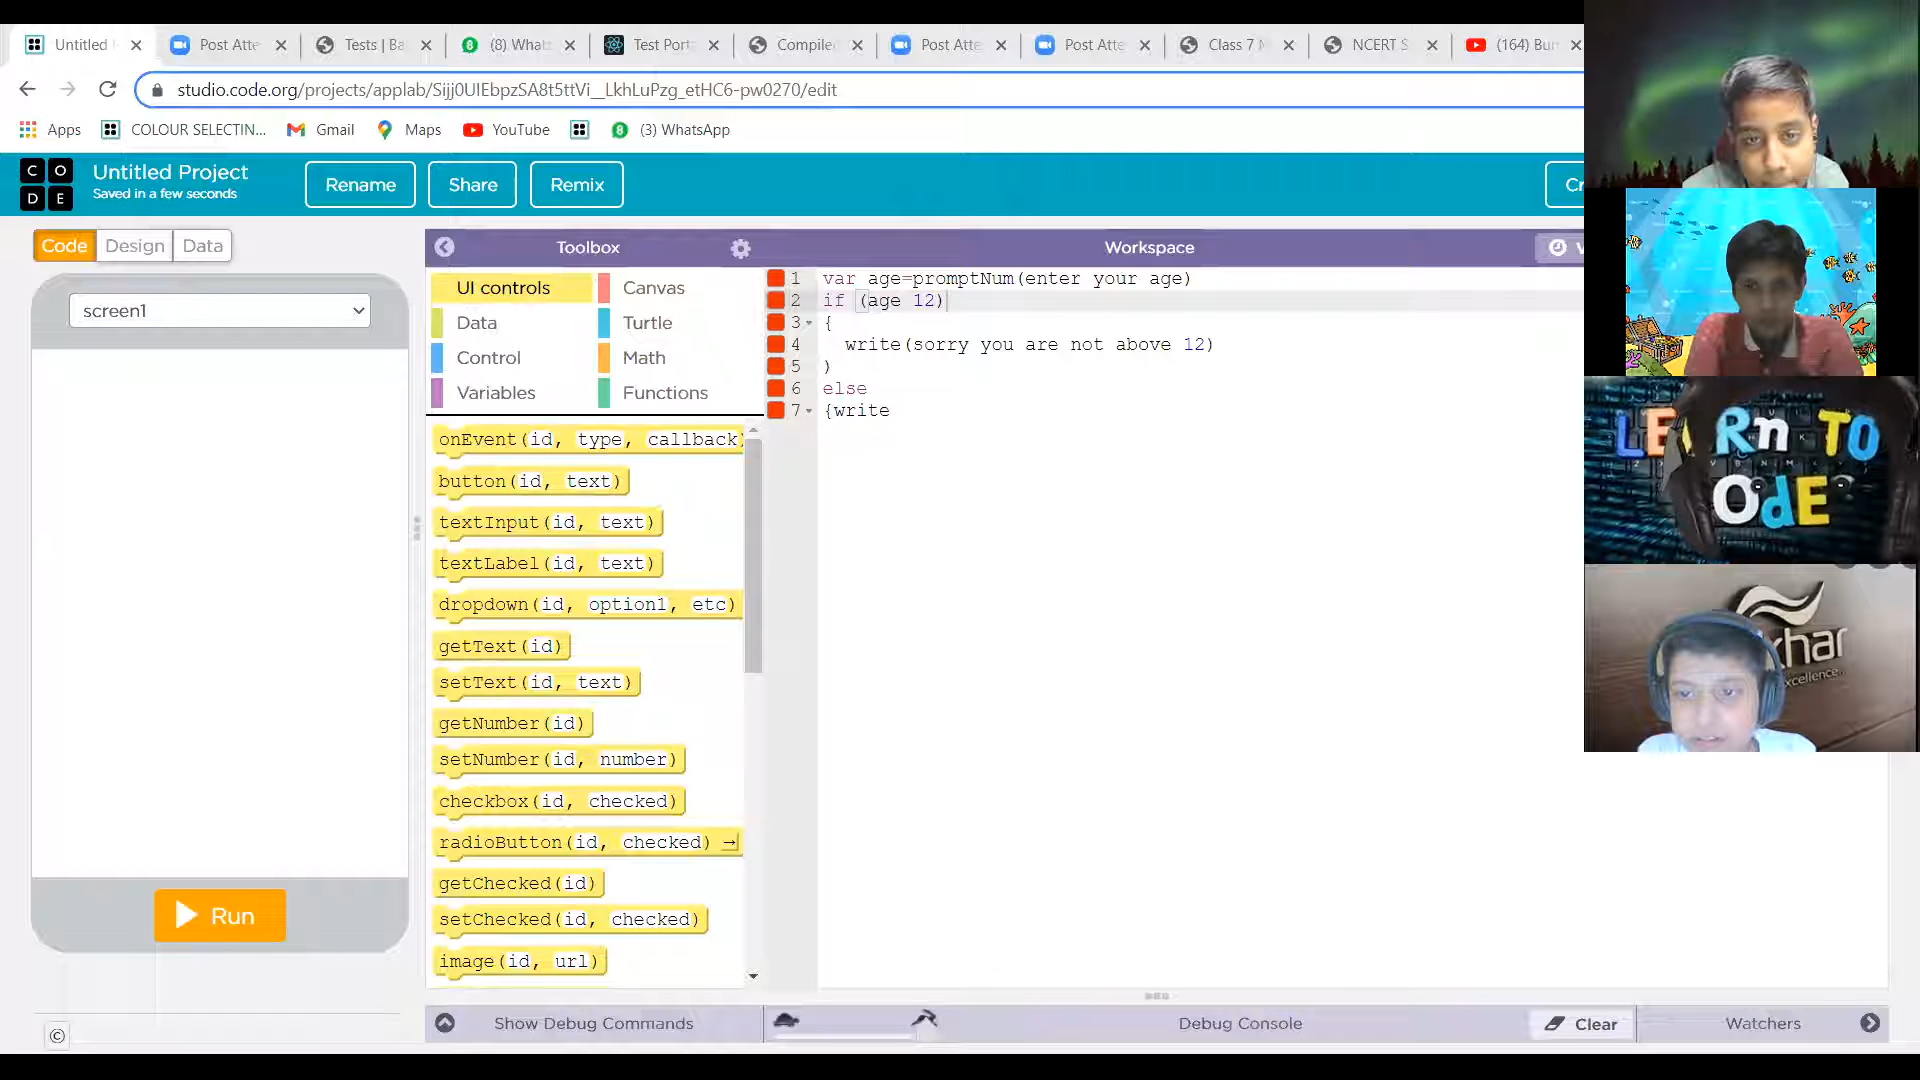 Untitled
Post Atte
Tests | Ba
(8) Whats
Test Port
Compile
Post Atte
Post Atte
Class 7
NCERT S
(164) Bur
studio.code.org/projects/applab/Sijj0UIEbpzSA8t5ttVi__LkhLuPzg_etHC6-pw0270/edit
Apps
COLOUR SELECTIN...
Gmail
Maps
YouTube
(3) WhatsApp
C O
D E
Untitled Project
Saved in a few seconds
Rename
Share
Remix
Cr
Code
Design
Data
screen1
Run
Toolbox
UI controls
Canvas
Data
Turtle
Control
Math
Variables
Functions
onEvent(id, type, callback)
button(id, text)
textInput(id, text)
textLabel(id, text)
dropdown(id, option1, etc)
getText(id)
setText(id, text)
getNumber(id)
setNumber(id, number)
checkbox(id, checked)
radioButton(id, checked) →
getChecked(id)
setChecked(id, checked)
image(id, url)
Workspace
1 var age=promptNum(enter your age)
2 if (age 12)
3 {
4 write(sorry you are not above 12)
5 )
6 else
7 {write
Show Debug Commands
Debug Console
Clear
Watchers
©
LE Rn TO
OdE
khar
xcellence..